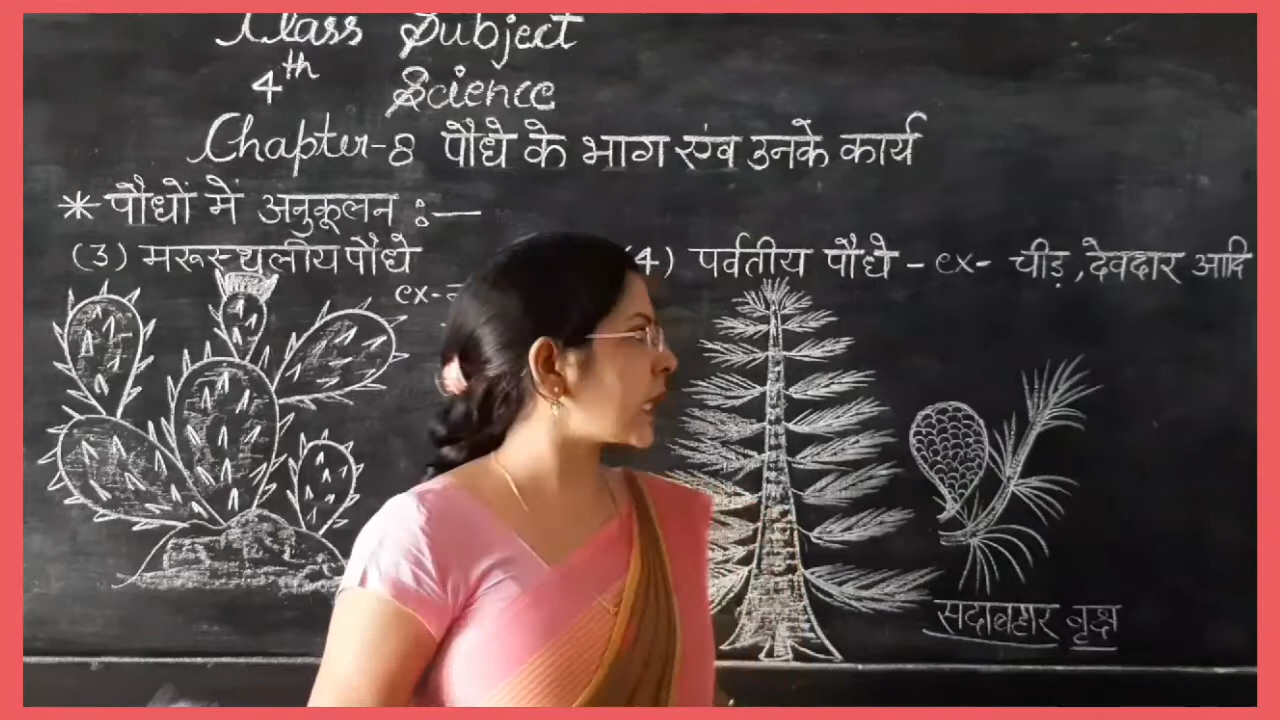 Class Subject
4th Science
Chapter-8 पौधे के भाग एंव उनके कार्य
* पौधों में अनुकूलन :—
(3) मरूस्थलीय पौधे
ex-
(4) पर्वतीय पौधे - ex- चीड़, देवदार आदि
सदाबहार वृक्ष